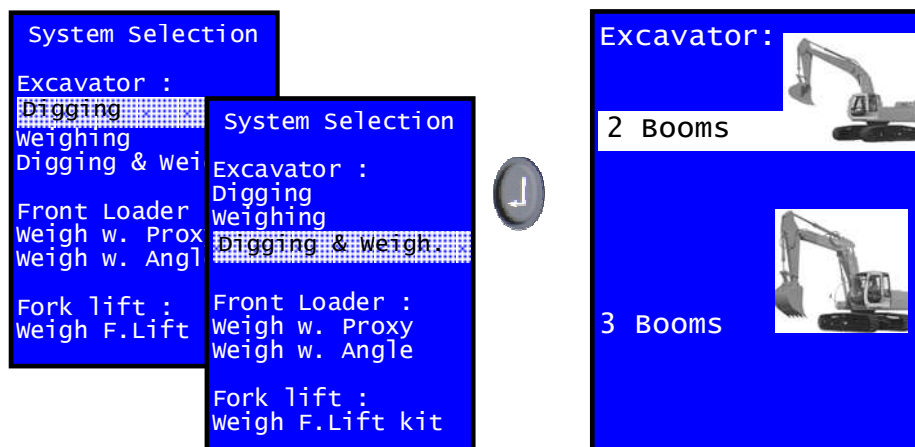 System Selection
Excavator :
Digging
Weighing
Digging & Wei
Front Loader
Weigh w. Prox
Weigh w. Angl
Fork lift :
Weigh F.Lift
System Selection
Excavator :
Digging
Weighing
Digging & Weigh.
Front Loader :
Weigh w. Proxy
Weigh w. Angle
Fork lift :
Weigh F.Lift kit
Excavator:
2 Booms
3 Booms